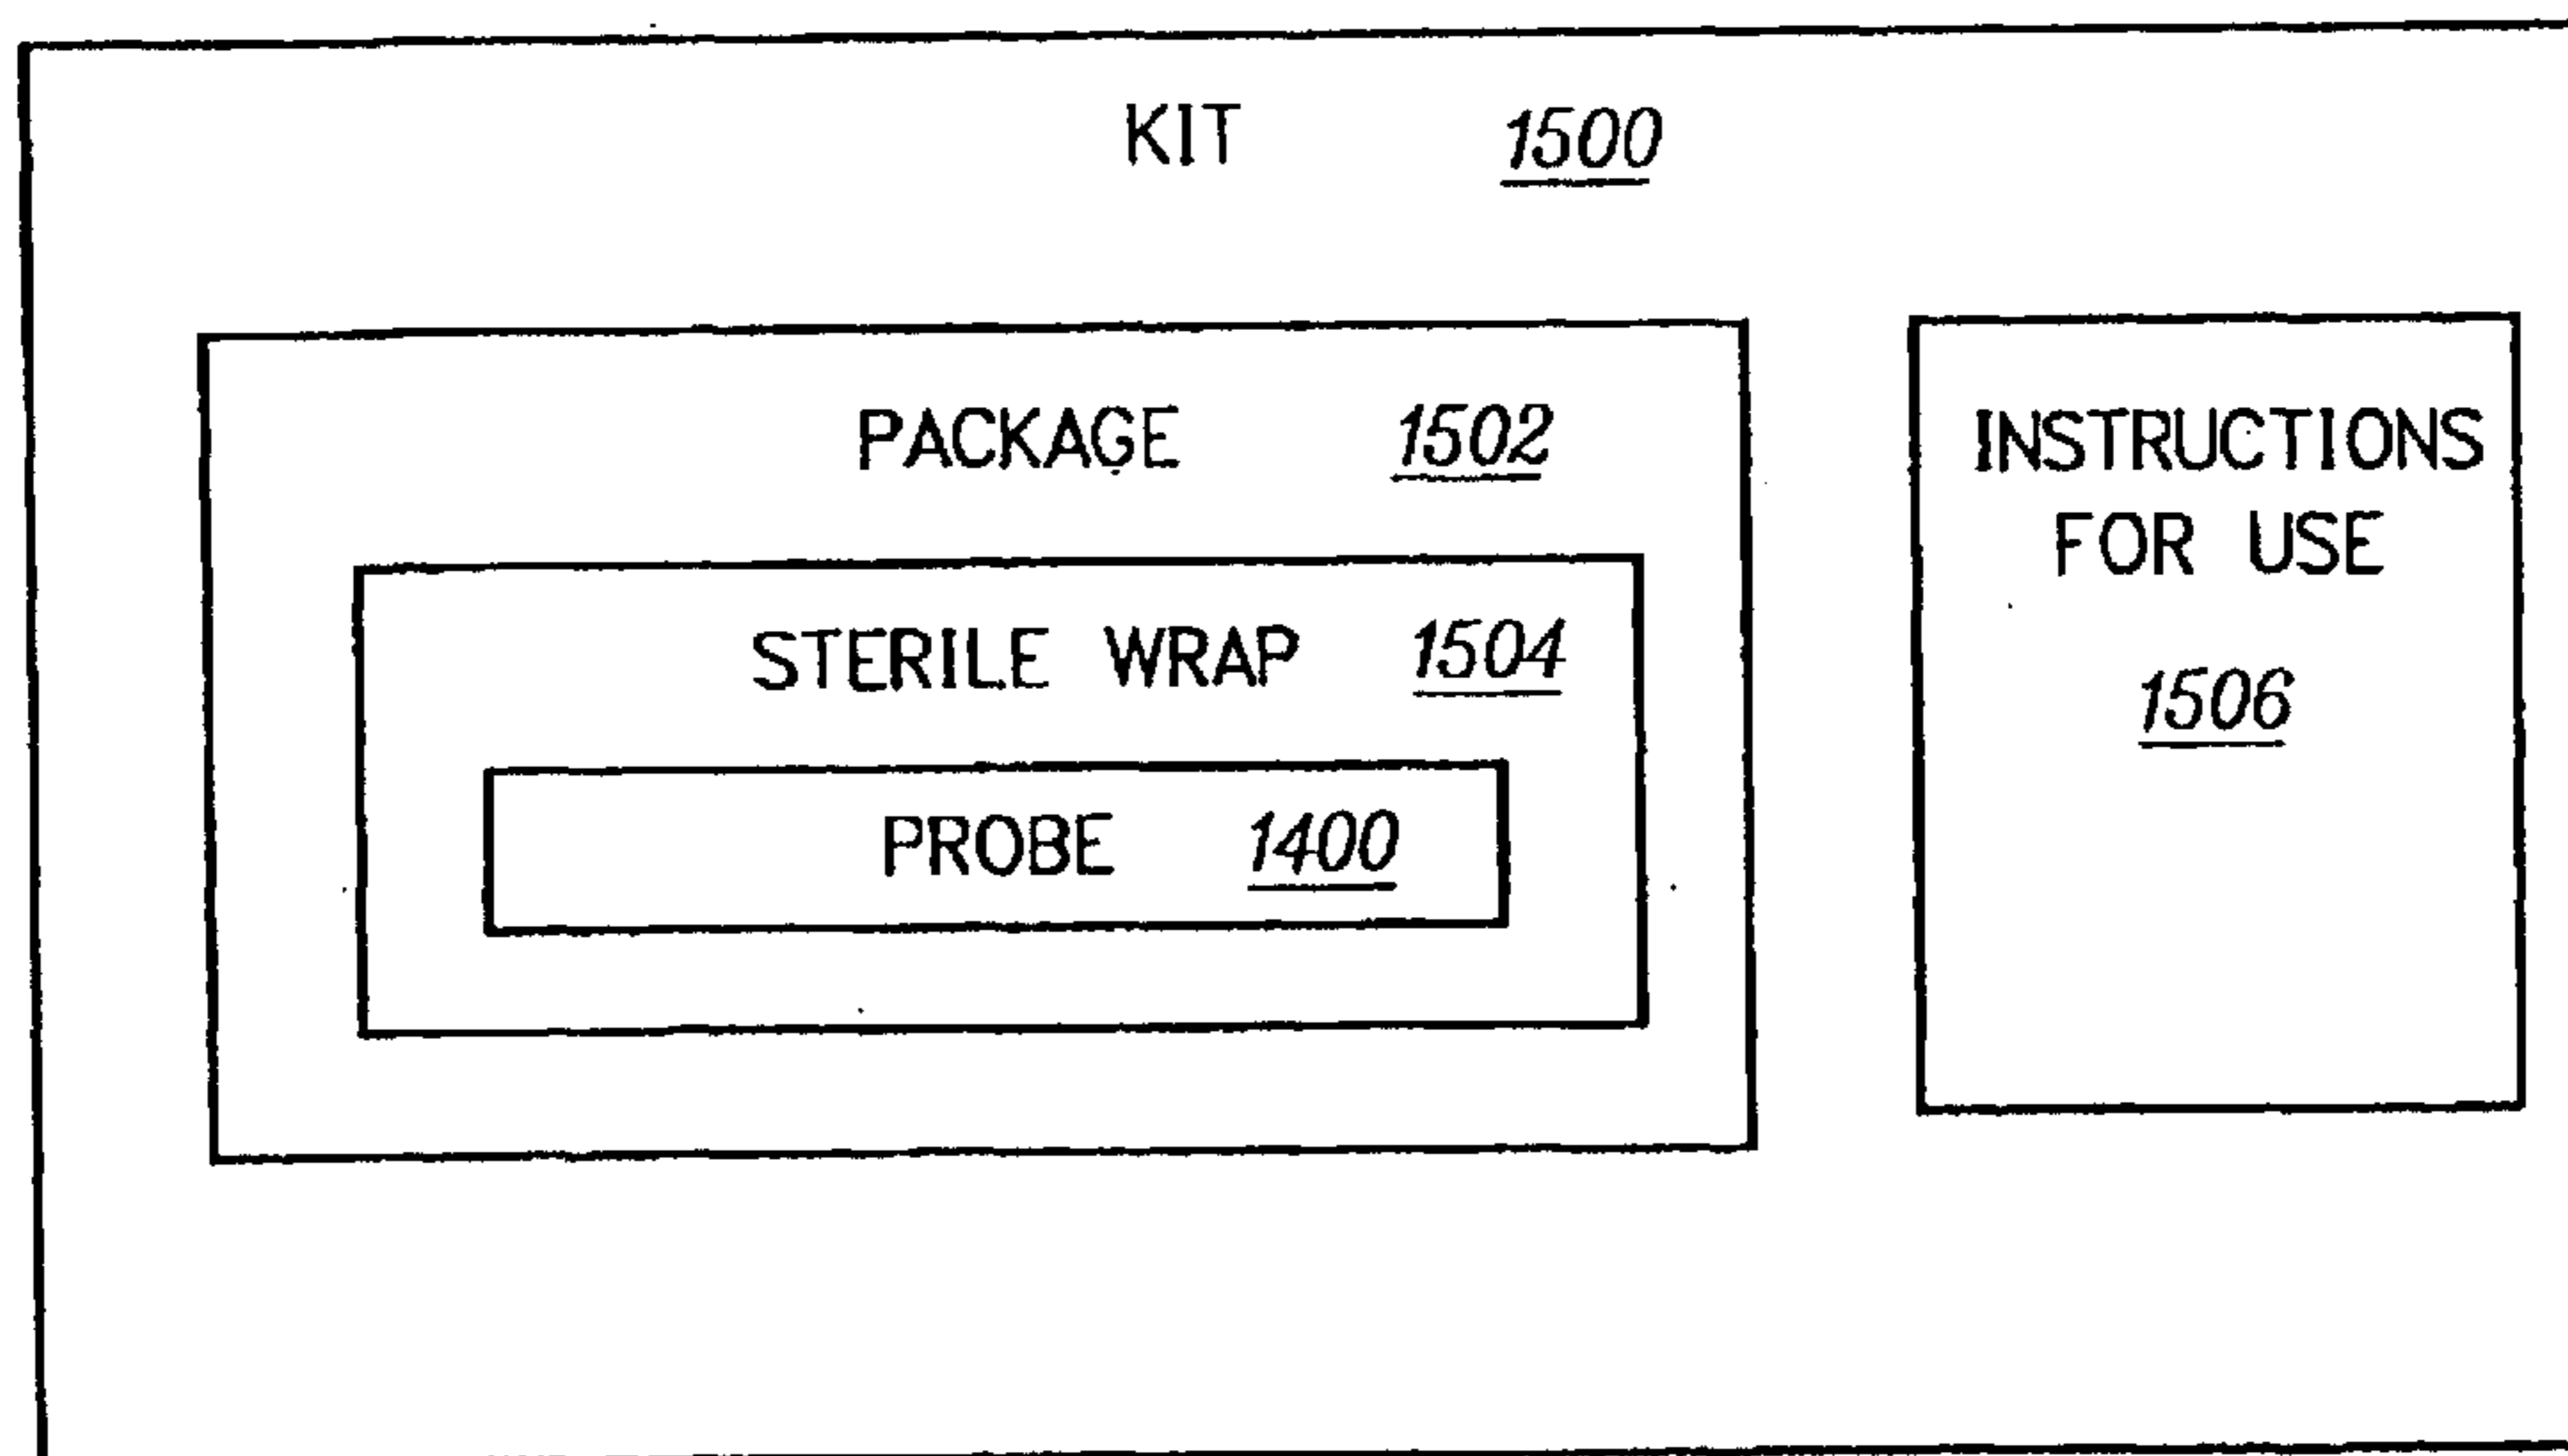 KIT 1500
PACKAGE 1502
STERILE WRAP 1504
PROBE 1400
INSTRUCTIONS
FOR USE
1506